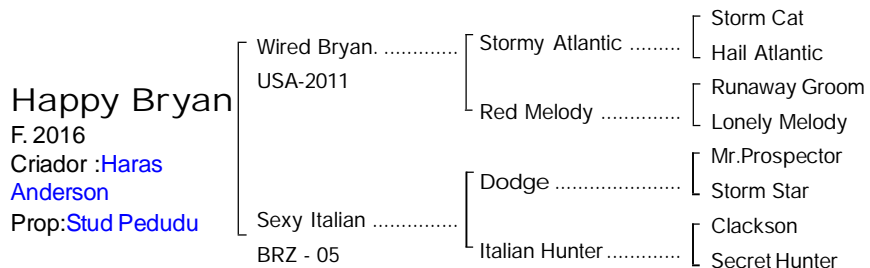 Happy Bryan
F. 2016
Criador :Haras
Anderson
Prop:Stud Pedudu
Wired Bryan. .............
USA-2011
Sexy Italian ...............
BRZ - 05
Stormy Atlantic .........
Red Melody ..............
Dodge ......................
Italian Hunter.............
Storm Cat
Hail Atlantic
Runaway Groom
Lonely Melody
Mr.Prospector
Storm Star
Clackson
Secret Hunter